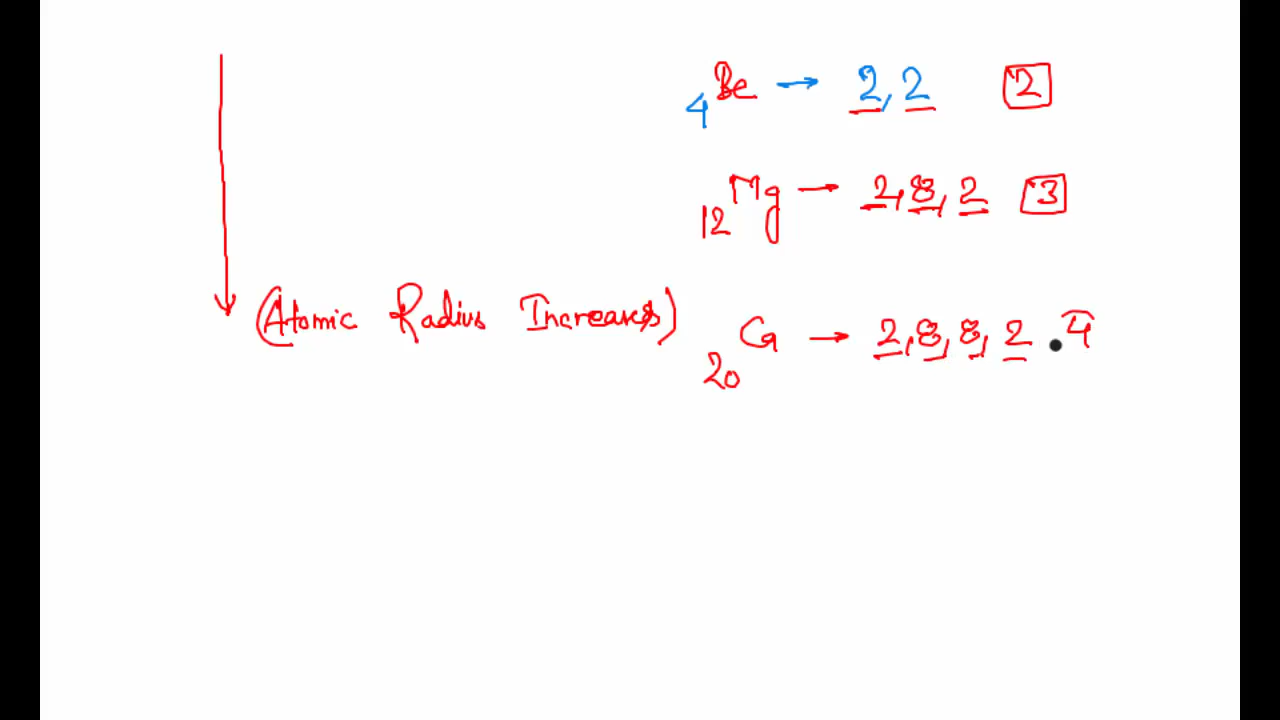 4Be → 2, 2 2
12Mg → 2, 8, 2 3
(Atomic Radius Increases)
20Ca → 2, 8, 8, 2 4